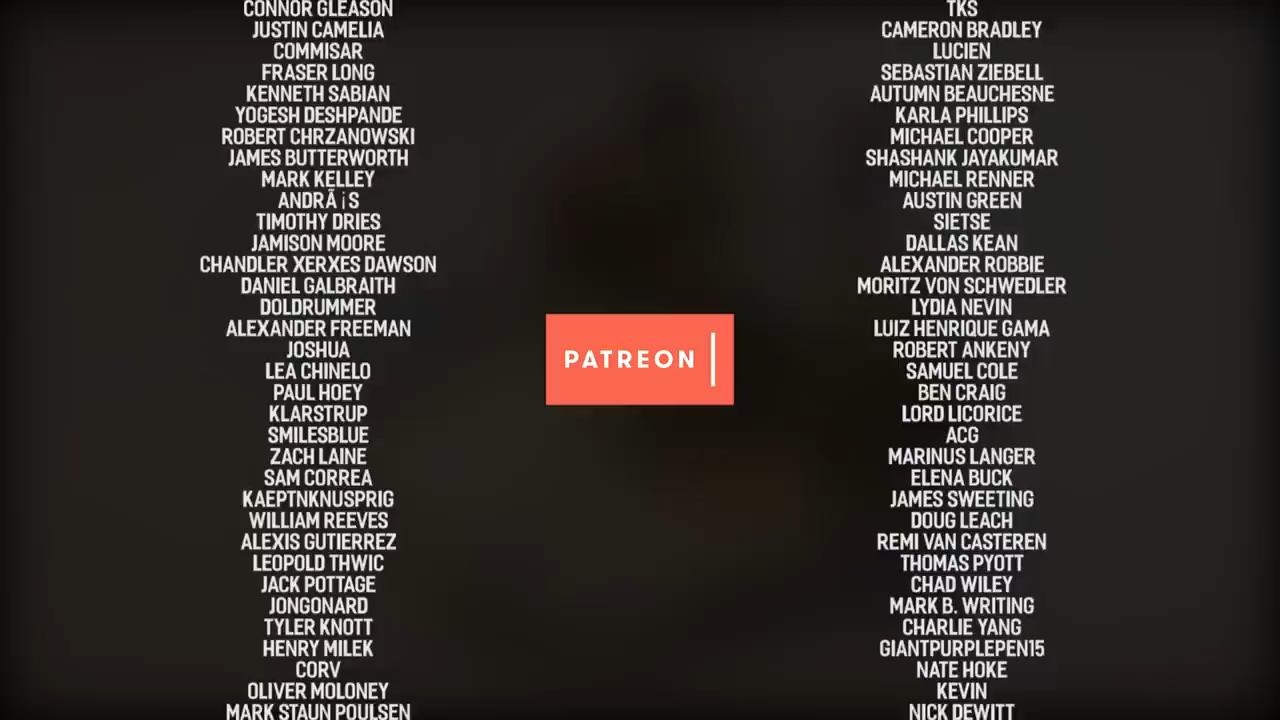 CONNOR GLEASON
JUSTIN CAMELIA
COMMISAR
FRASER LONG
KENNETH SABIAN
YOGESH DESHPANDE
ROBERT CHRZANOWSKI
JAMES BUTTERWORTH
MARK KELLEY
ANDRÃ¡S
TIMOTHY DRIES
JAMISON MOORE
CHANDLER XERXES DAWSON
DANIEL GALBRAITH
DOLDRUMMER
ALEXANDER FREEMAN
JOSHUA
LEA CHINELO
PAUL HOEY
KLARSTRUP
SMILESBLUE
ZACH LAINE
SAM CORREA
KAEPTNKNUSPRIG
WILLIAM REEVES
ALEXIS GUTIERREZ
LEOPOLD THWIC
JACK POTTAGE
JONGONARD
TYLER KNOTT
HENRY MILEK
CORV
OLIVER MOLONEY
MARK STAUN POULSEN
PATREON
TKS
CAMERON BRADLEY
LUCIEN
SEBASTIAN ZIEBELL
AUTUMN BEAUCHESNE
KARLA PHILLIPS
MICHAEL COOPER
SHASHANK JAYAKUMAR
MICHAEL RENNER
AUSTIN GREEN
SIETSE
DALLAS KEAN
ALEXANDER ROBBIE
MORITZ VON SCHWEDLER
LYDIA NEVIN
LUIZ HENRIQUE GAMA
ROBERT ANKENY
SAMUEL COLE
BEN CRAIG
LORD LICORICE
ACG
MARINUS LANGER
ELENA BUCK
JAMES SWEETING
DOUG LEACH
REMI VAN CASTEREN
THOMAS PYOTT
CHAD WILEY
MARK B. WRITING
CHARLIE YANG
GIANTPURPLEPEN15
NATE HOKE
KEVIN
NICK DEWITT